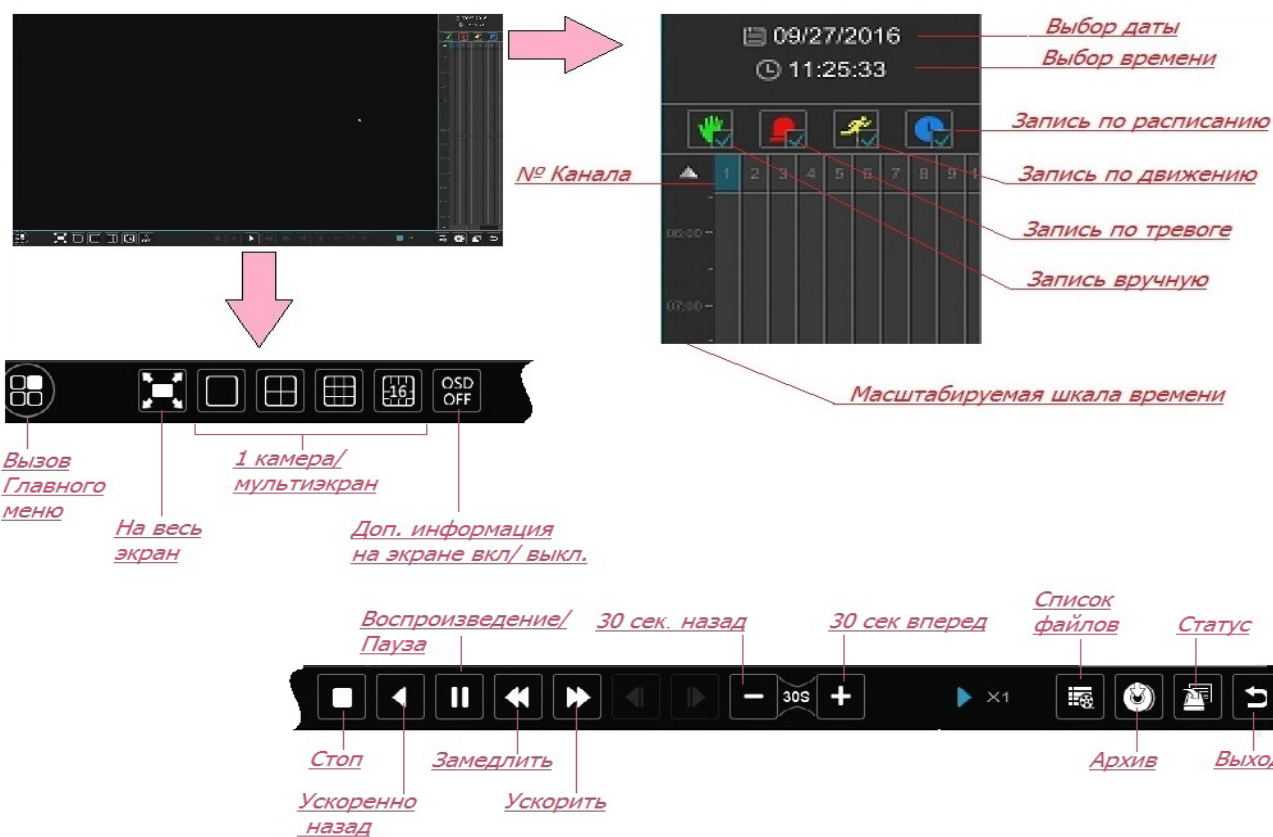 09/27/2016
Выбор даты
11:25:33
Выбор времени
Запись по расписанию
№ Канала
1 2 3 4 5 6 7 8 9
Запись по движению
06:00
Запись по тревоге
Запись вручную
07:00
Масштабируемая шкала времени
16
OSD
OFF
Вызов
Главного
меню
На весь
экран
1 камера/
мультиэкран
Доп. информация
на экране вкл/ выкл.
Воспроизведение/
Пауза
30 сек. назад
30 сек вперед
Список
файлов
Статус
30S
X1
Стоп
Замедлить
Архив
Выход
Ускоренно
назад
Ускорить